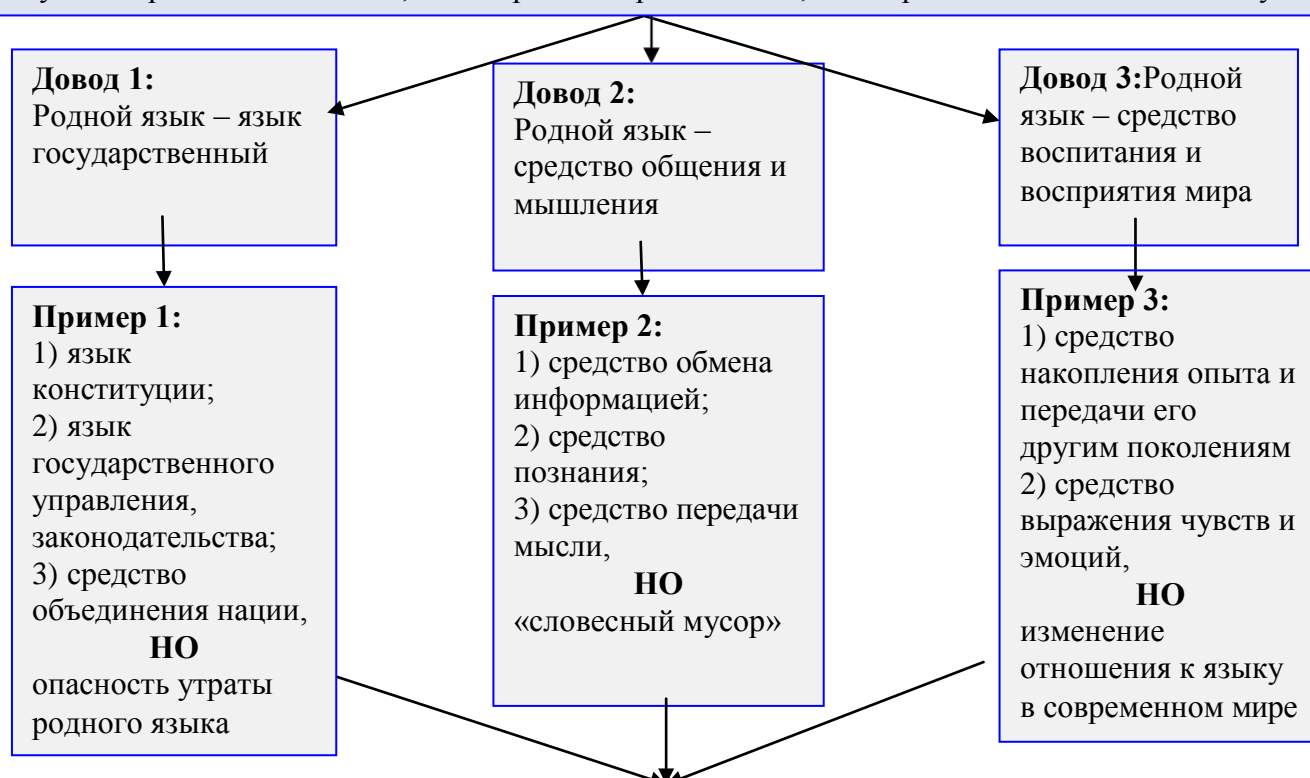 Довод 1:
Родной язык – язык
государственный
Довод 2:
Родной язык –
средство общения и
мышления
Довод 3:Родной
язык – средство
воспитания и
восприятия мира
Пример 1:
1) язык
конституции;
2) язык
государственного
управления,
законодательства;
3) средство
объединения нации,
НО
опасность утраты
родного языка
Пример 2:
1) средство обмена
информацией;
2) средство
познания;
3) средство передачи
мысли,
НО
«словесный мусор»
Пример 3:
1) средство
накопления опыта и
передачи его
другим поколениям
2) средство
выражения чувств и
эмоций,
НО
изменение
отношения к языку
в современном мире